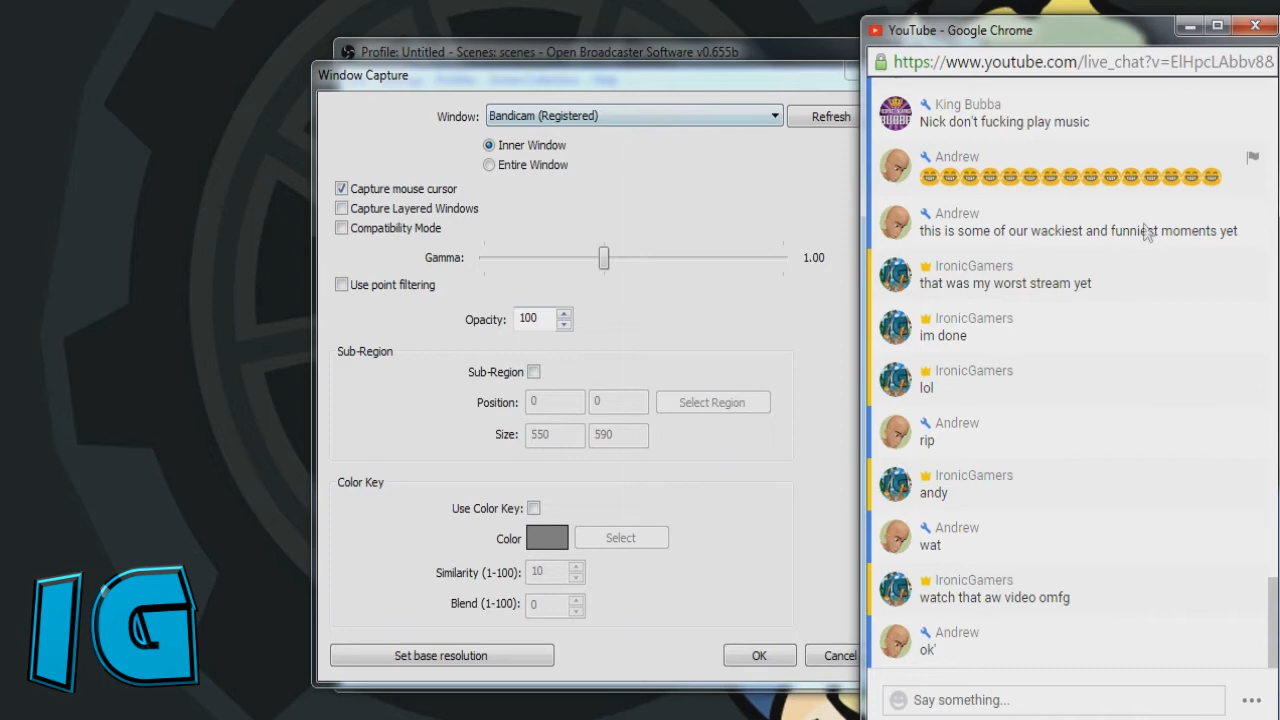 Profile: Untitled - Scenes: scenes - Open Broadcaster Software v0.655b
Window Capture
Window:
Bandicam (Registered)
Refresh
Inner Window
Entire Window
Capture mouse cursor
Capture Layered Windows
Compatibility Mode
Gamma:
1.00
Use point filtering
Opacity:
100
Sub-Region
Sub-Region
Position:
0
0
Select Region
Size:
550
590
Color Key
Use Color Key:
Color
Select
Similarity (1-100):
10
Blend (1-100):
0
Set base resolution
OK
Cancel
IG
YouTube - Google Chrome
https://www.youtube.com/live_chat?v=ElHpcLAbbv8&
King Bubba
Nick don't fucking play music
Andrew
😂😂😂😂😂😂😂😂😂😂😂😂😂😂😂
Andrew
this is some of our wackiest and funniest moments yet
IronicGamers
that was my worst stream yet
IronicGamers
im done
IronicGamers
lol
Andrew
rip
IronicGamers
andy
Andrew
wat
IronicGamers
watch that aw video omfg
Andrew
ok'
Say something...